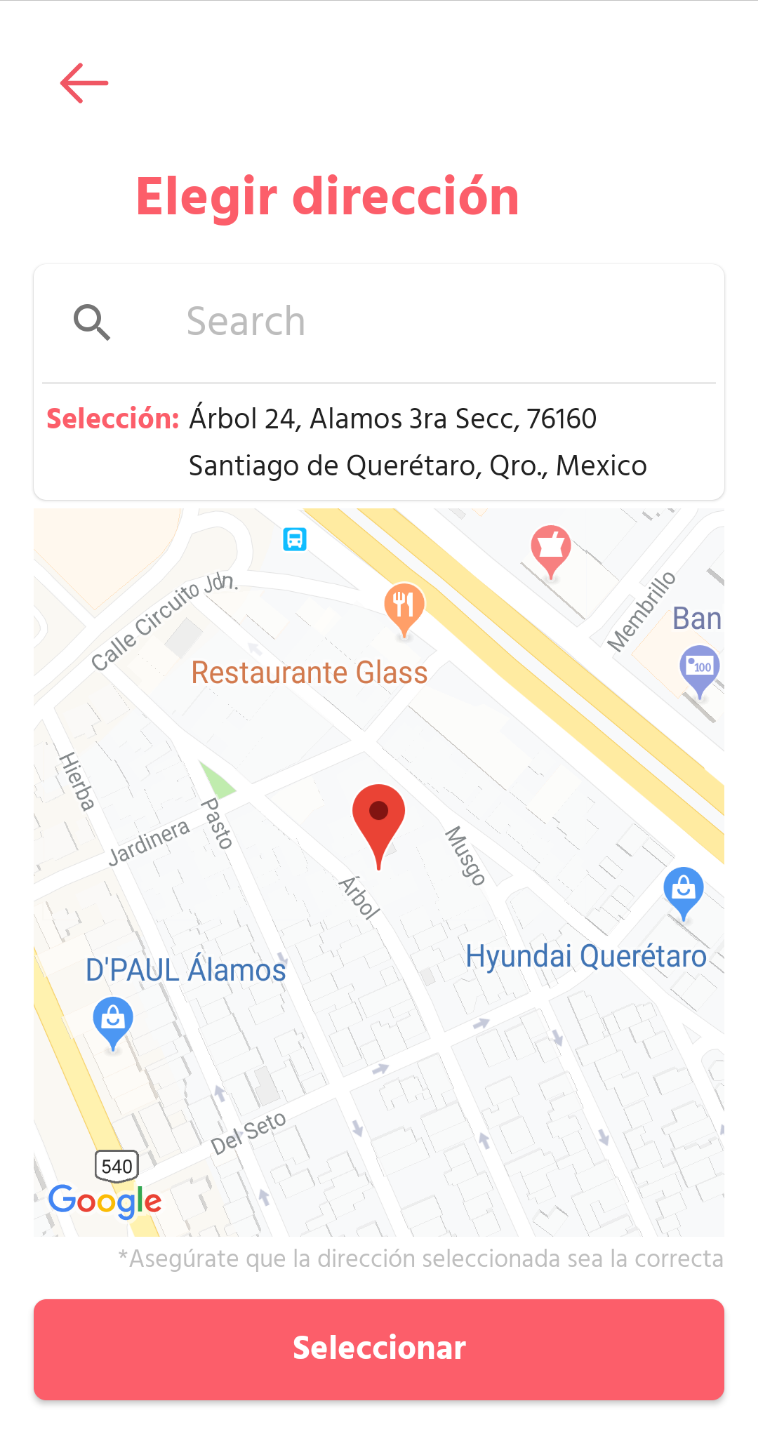 Elegir dirección
Search
Selección: Árbol 24, Alamos 3ra Secc, 76160
Santiago de Querétaro, Qro., Mexico
Calle Circuito Jdn.
Membrillo
Ban
100
Restaurante Glass
Hierba
Pasto
Jardinera
Musgo
Árbol
Hyundai Querétaro
D'PAUL Álamos
Del Seto
540
Google
*Asegúrate que la dirección seleccionada sea la correcta
Seleccionar